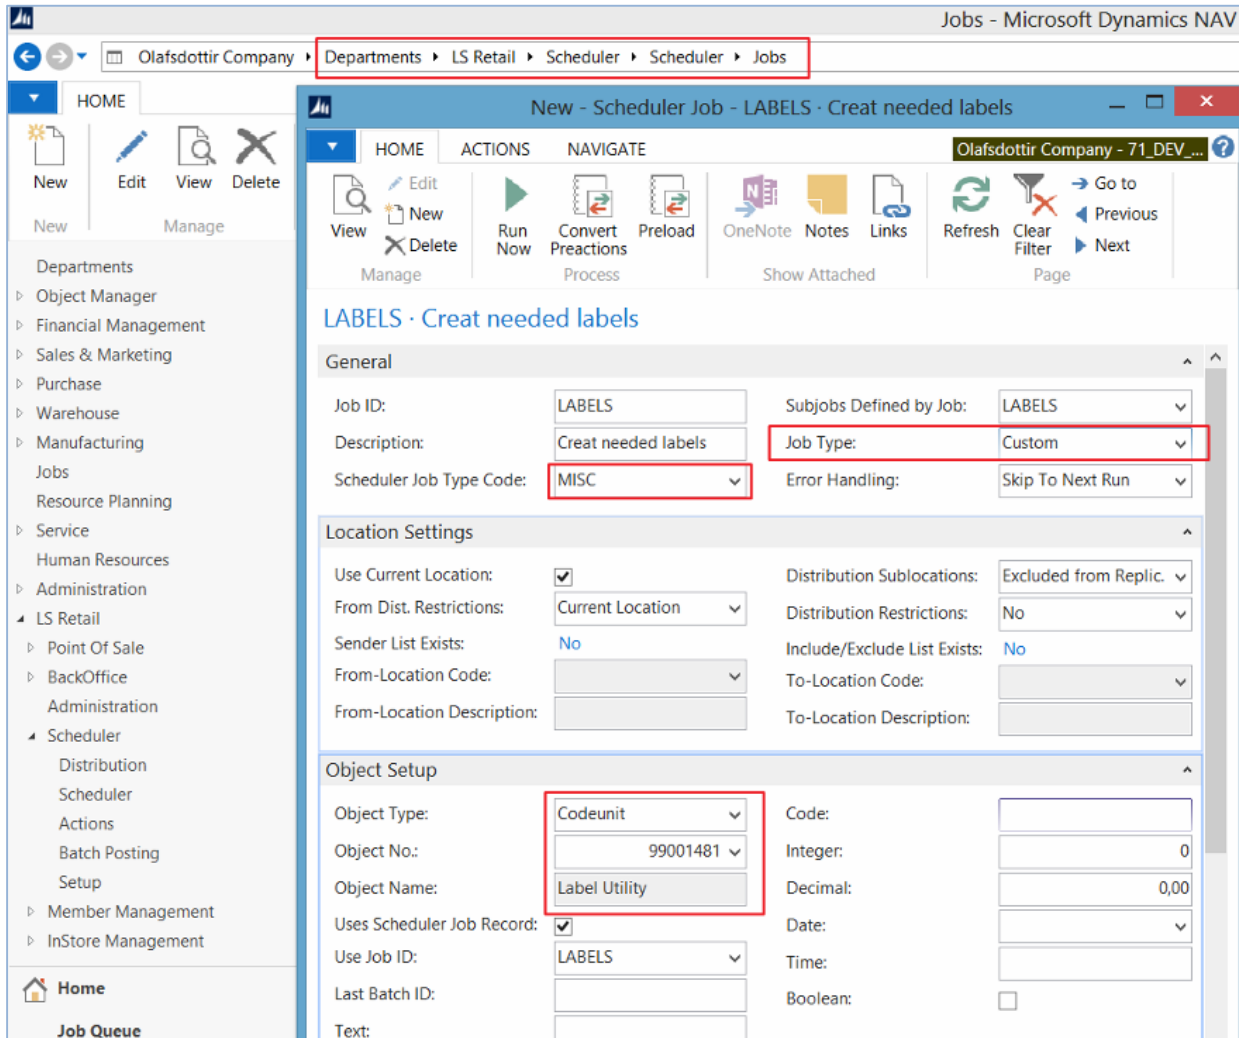 Jobs - Microsoft Dynamics NAV
Olafsdottir Company ▸ Departments ▸ LS Retail ▸ Scheduler ▸ Scheduler ▸ Jobs
HOME
New
Edit
View
Delete
New
Manage
Departments
Object Manager
Financial Management
Sales & Marketing
Purchase
Warehouse
Manufacturing
Jobs
Resource Planning
Service
Human Resources
Administration
LS Retail
Point Of Sale
BackOffice
Administration
Scheduler
Distribution
Scheduler
Actions
Batch Posting
Setup
Member Management
InStore Management
Home
Job Queue
New - Scheduler Job - LABELS · Creat needed labels
HOME ACTIONS NAVIGATE
Olafsdottir Company - 71_DEV_...
View
Edit
New
Delete
Manage
Run Now
Convert Preactions
Preload
Process
OneNote
Notes
Links
Show Attached
Refresh
Clear Filter
Go to
Previous
Next
Page
LABELS · Creat needed labels
General
Job ID: LABELS
Description: Creat needed labels
Scheduler Job Type Code: MISC
Subjobs Defined by Job: LABELS
Job Type: Custom
Error Handling: Skip To Next Run
Location Settings
Use Current Location:
From Dist. Restrictions: Current Location
Sender List Exists: No
From-Location Code:
From-Location Description:
Distribution Sublocations: Excluded from Replic.
Distribution Restrictions: No
Include/Exclude List Exists: No
To-Location Code:
To-Location Description:
Object Setup
Object Type: Codeunit
Object No.: 99001481
Object Name: Label Utility
Uses Scheduler Job Record:
Use Job ID: LABELS
Last Batch ID:
Text:
Code:
Integer: 0
Decimal: 0,00
Date:
Time:
Boolean: